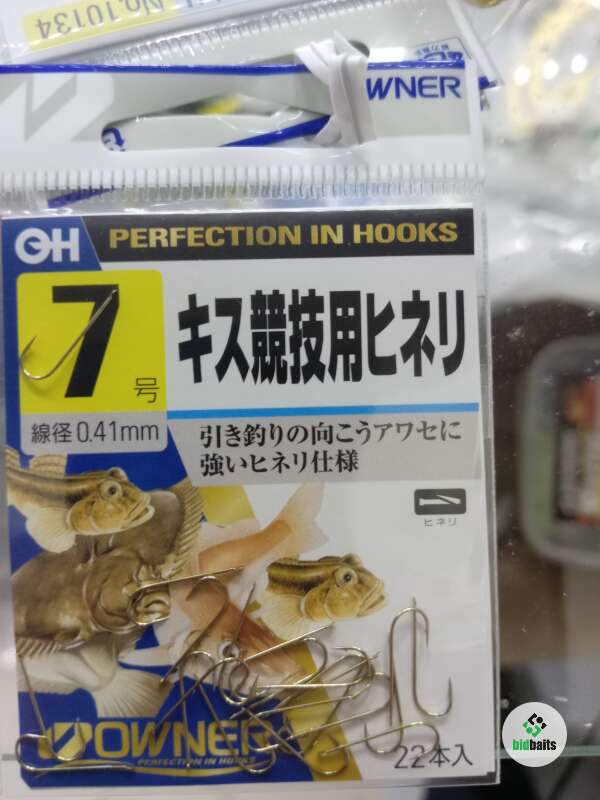 No.10134
WNER
OH PERFECTION IN HOOKS
7
号
キス競技用ヒネリ
線径 0.41mm
引き釣りの向こうアワセに
強いヒネリ仕様
ヒネリ
OWNER
PERFECTION IN HOOKS
22本入
bidbaits